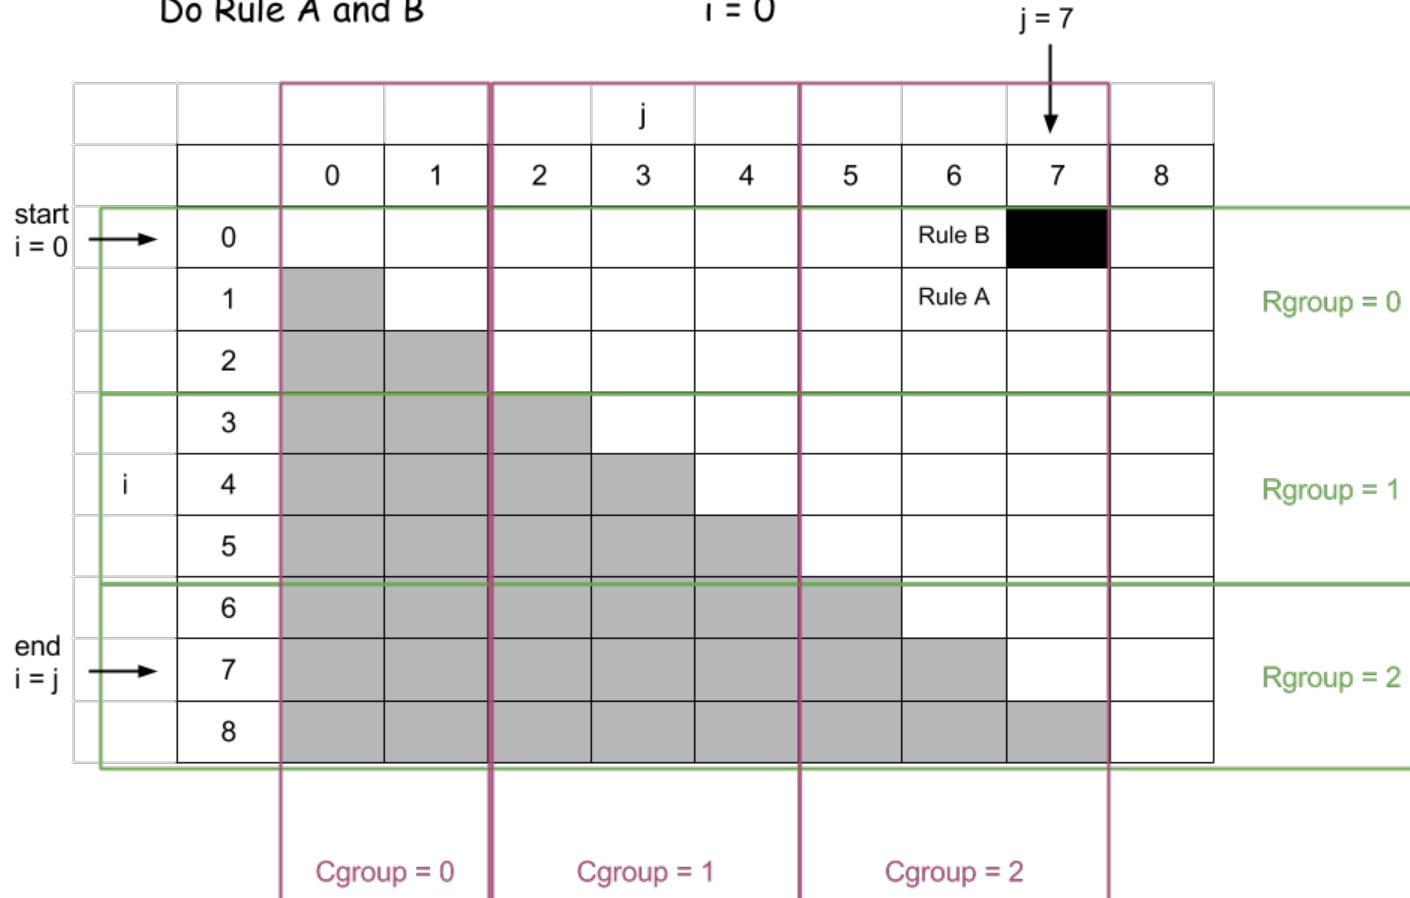 Do Rule A and B i = 0
j = 7
j
0 1 2 3 4 5 6 7 8
start
i = 0
0 Rule B
1 Rule A
Rgroup = 0
2
3
i 4
Rgroup = 1
5
6
end
i = j
7
Rgroup = 2
8
Cgroup = 0 Cgroup = 1 Cgroup = 2